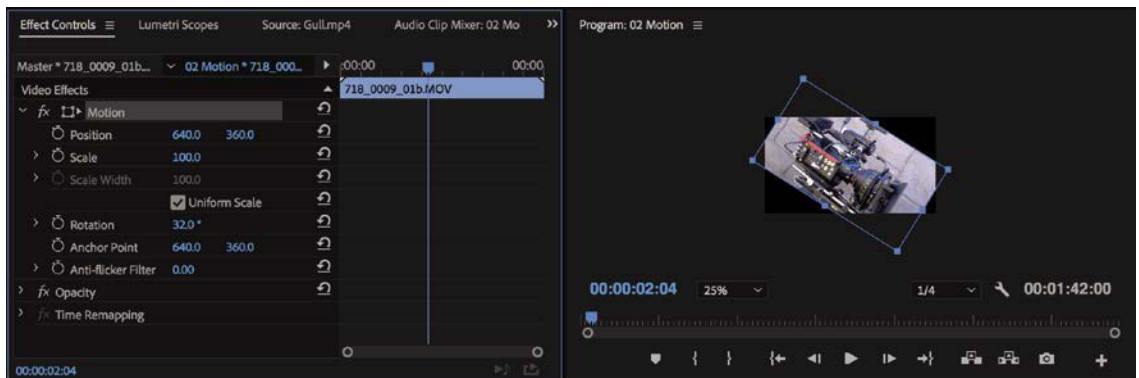 Effect Controls Lumetri Scopes Source: Gull.mp4 Audio Clip Mixer: 02 Mo »
Master * 718_0009_01b... 02 Motion * 718_000... :00:00 00:00
Video Effects 718_0009_01b.MOV
fx Motion
Position 640.0 360.0
Scale 100.0
Scale Width 100.0
Uniform Scale
Rotation 32.0 °
Anchor Point 640.0 360.0
Anti-flicker Filter 0.00
fx Opacity
fx Time Remapping
00:00:02:04
Program: 02 Motion
00:00:02:04 25% 1/4 00:01:42:00